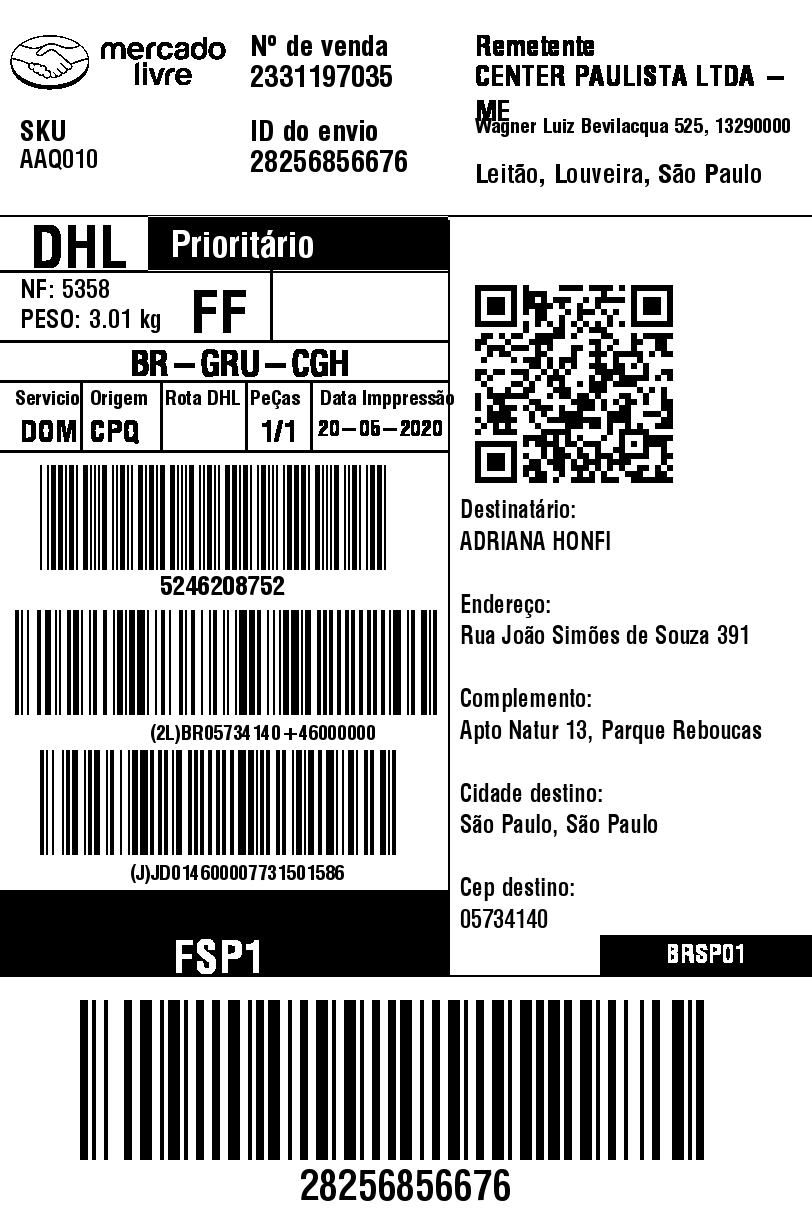 mercado
livre
Nº de venda
2331197035
Remetente
CENTER PAULISTA LTDA –
ME
Wagner Luiz Bevilacqua 525, 13290000
SKU
AAQ010
ID do envio
28256856676
Leitão, Louveira, São Paulo
DHL
Prioritário
NF: 5358
PESO: 3.01 kg
FF
BR–GRU–CGH
Servicio Origem Rota DHL PeÇas Data Imppressão
DOM CPQ 1/1 20–05–2020
5246208752
(2L)BR05734140+46000000
(J)JD014600007731501586
FSP1
Destinatário:
ADRIANA HONFI
Endereço:
Rua João Simões de Souza 391
Complemento:
Apto Natur 13, Parque Reboucas
Cidade destino:
São Paulo, São Paulo
Cep destino:
05734140
BRSP01
28256856676